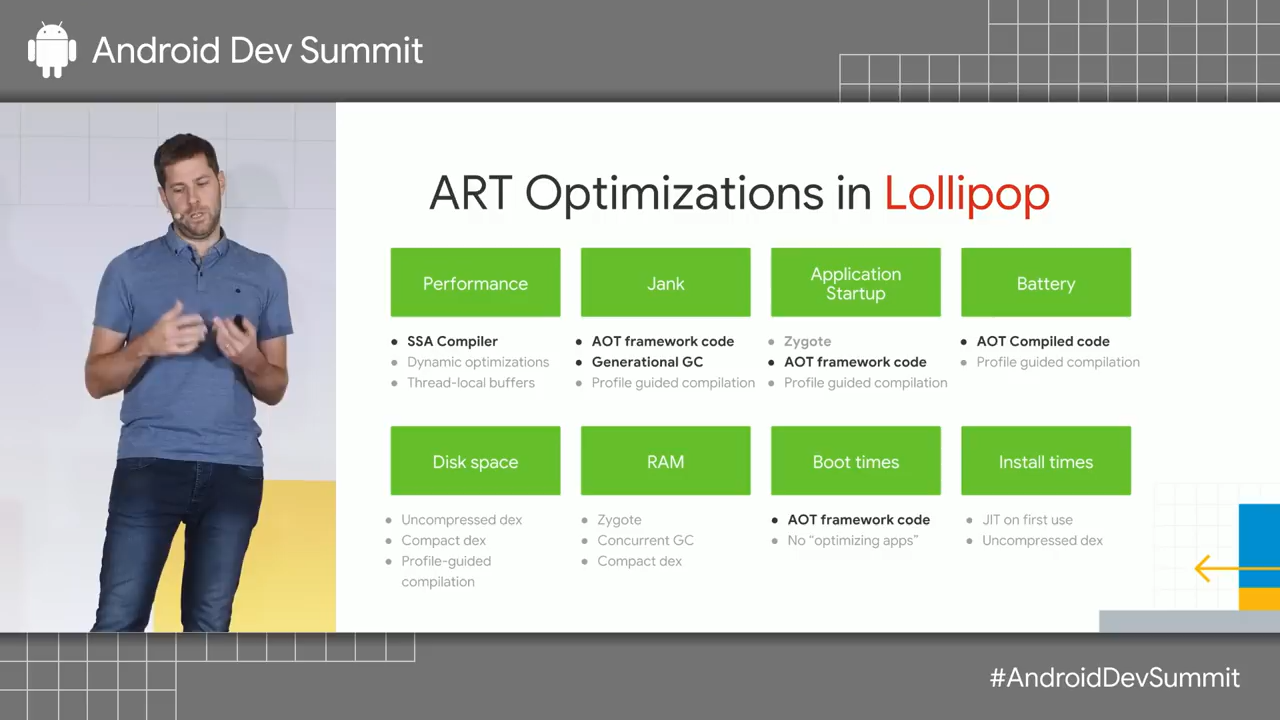 Android Dev Summit
ART Optimizations in Lollipop
Performance
SSA Compiler
Dynamic optimizations
Thread-local buffers
Jank
AOT framework code
Generational GC
Profile guided compilation
Application
Startup
Zygote
AOT framework code
Profile guided compilation
Battery
AOT Compiled code
Profile guided compilation
Disk space
Uncompressed dex
Compact dex
Profile-guided
compilation
RAM
Zygote
Concurrent GC
Compact dex
Boot times
AOT framework code
No “optimizing apps”
Install times
JIT on first use
Uncompressed dex
#AndroidDevSummit